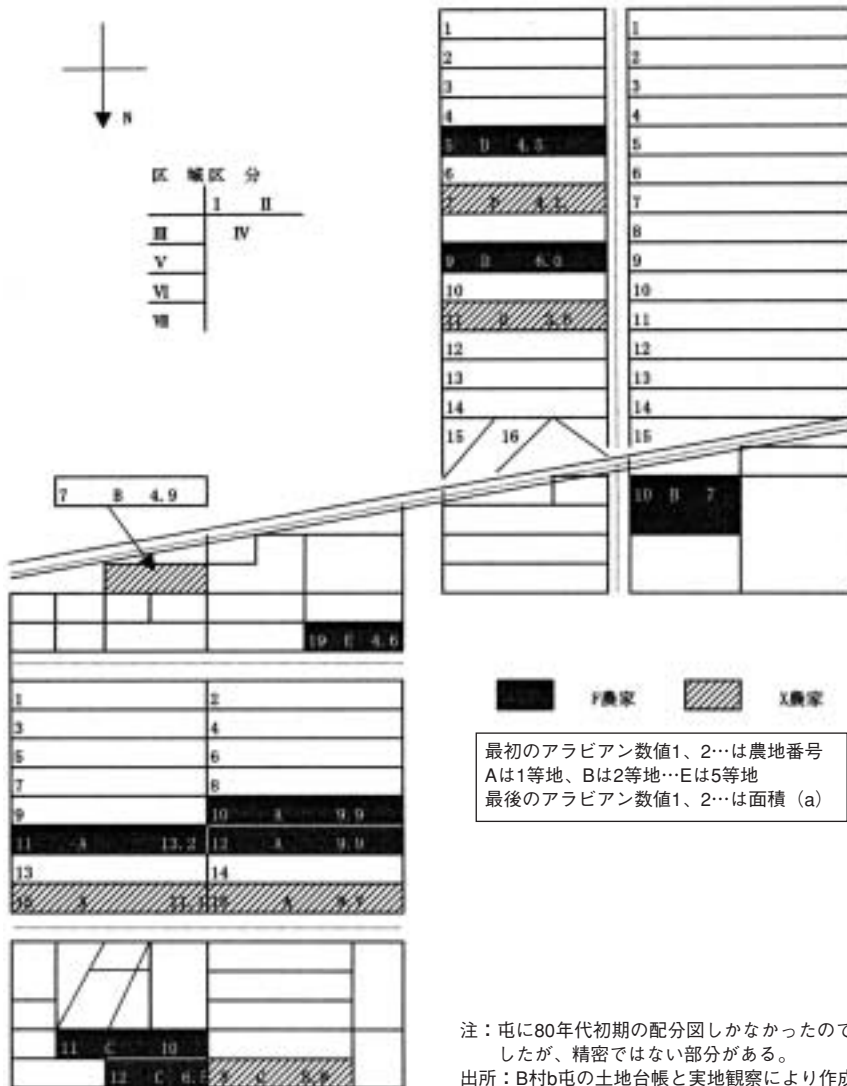 N
区域区分
I II
III IV
V
VI
VII
1
2
3
4
5 D 4.5
6
8
9 D 6.0
10
12
13
14
15 16
1
2
3
4
5
6
7
8
9
10
11
12
13
14
15
10 B 7
7 B 4.9
19 E 4.6
1 2
3 4
5 6
7 8
9 10 A 9.9
11 A 13.2 12 A 9.9
13 14
11 C 10
12 C
F農家 X農家
最初のアラビアン数値1、2…は農地番号
Aは1等地、Bは2等地…Eは5等地
最後のアラビアン数値1、2…は面積(a)
注:屯に80年代初期の配分図しかなかったので
したが、精密ではない部分がある。
出所:B村b屯の土地台帳と実地観察により作成